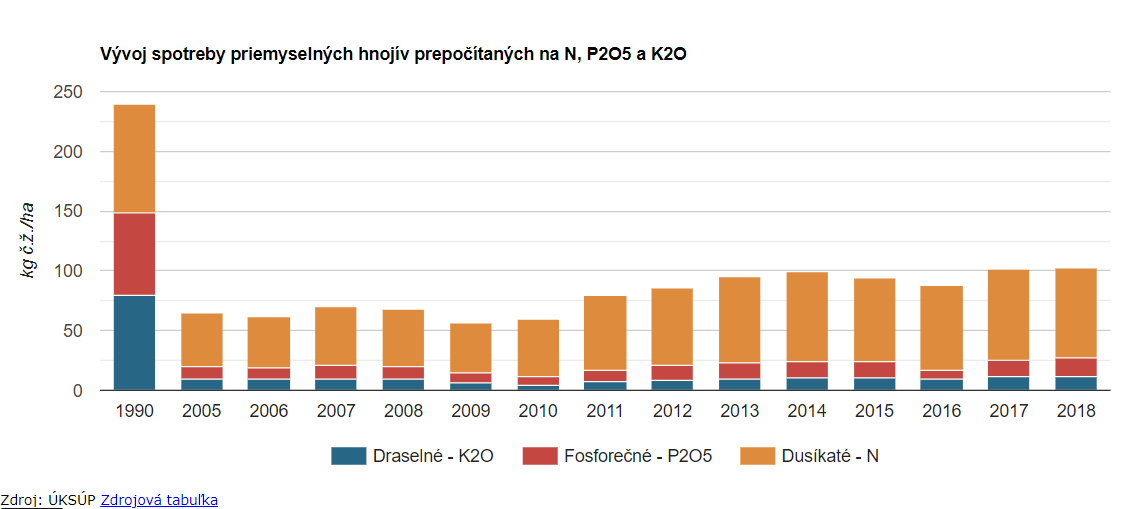 Vývoj spotreby priemyselných hnojív prepočítaných na N, P2O5 a K2O
250
200
150
100
50
0
kg č.ž./ha
1990 2005 2006 2007 2008 2009 2010 2011 2012 2013 2014 2015 2016 2017 2018
Draselné - K2O Fosforečné - P2O5 Dusíkaté - N
Zdroj: ÚKSÚP Zdrojová tabuľka